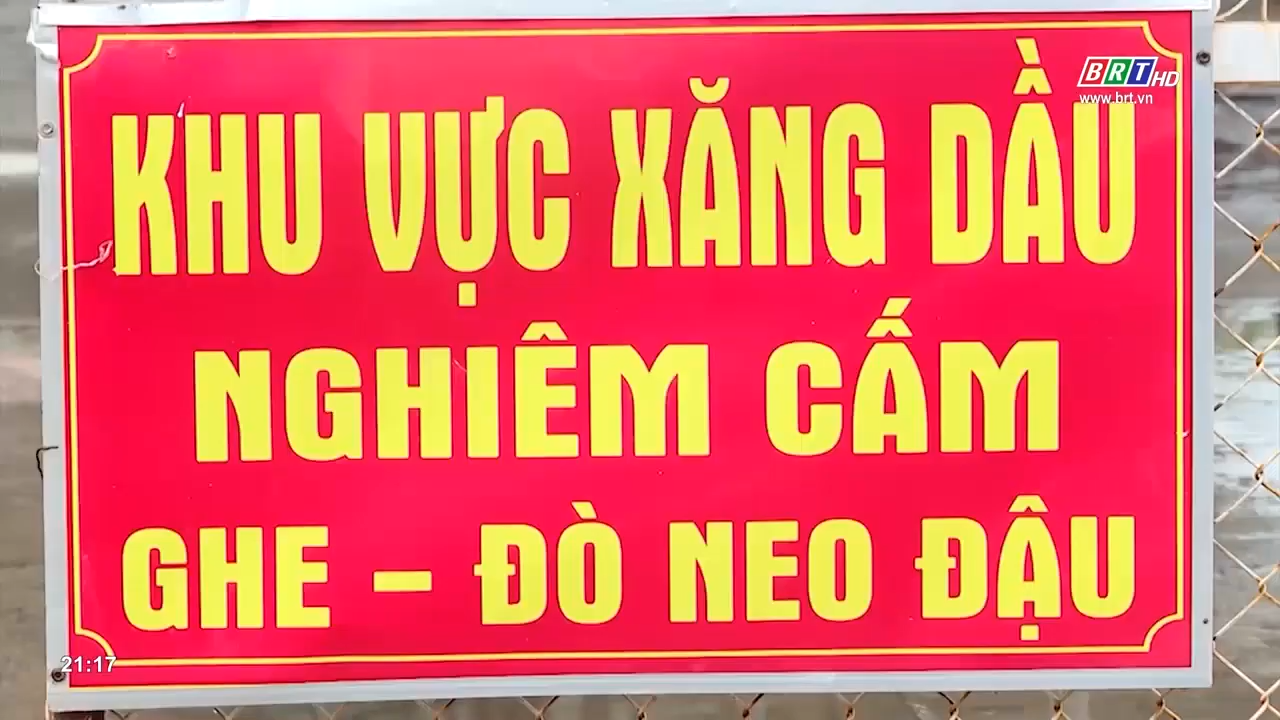 BRT HD
www.brt.vn
KHU VỰC XĂNG DẦU
NGHIÊM CẤM
GHE - ĐÒ NEO ĐẬU
21:17